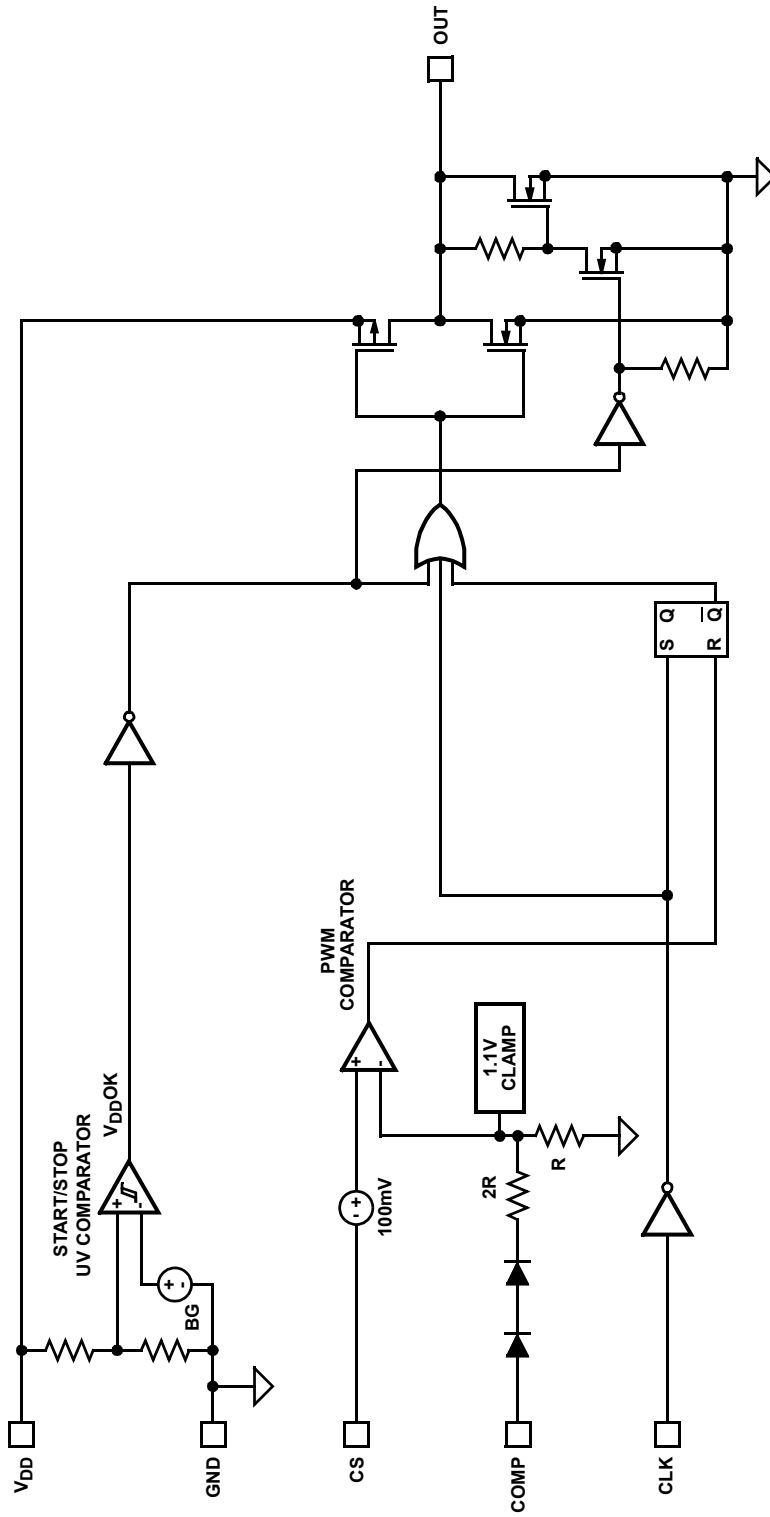 VDD
GND
CS
COMP
CLK
BG
+
-
START/STOP
UV COMPARATOR
+
-
VDDOK
100mV
-
+
2R
R
1.1V
CLAMP
PWM
COMPARATOR
+
-
S
Q
R
Q
OUT